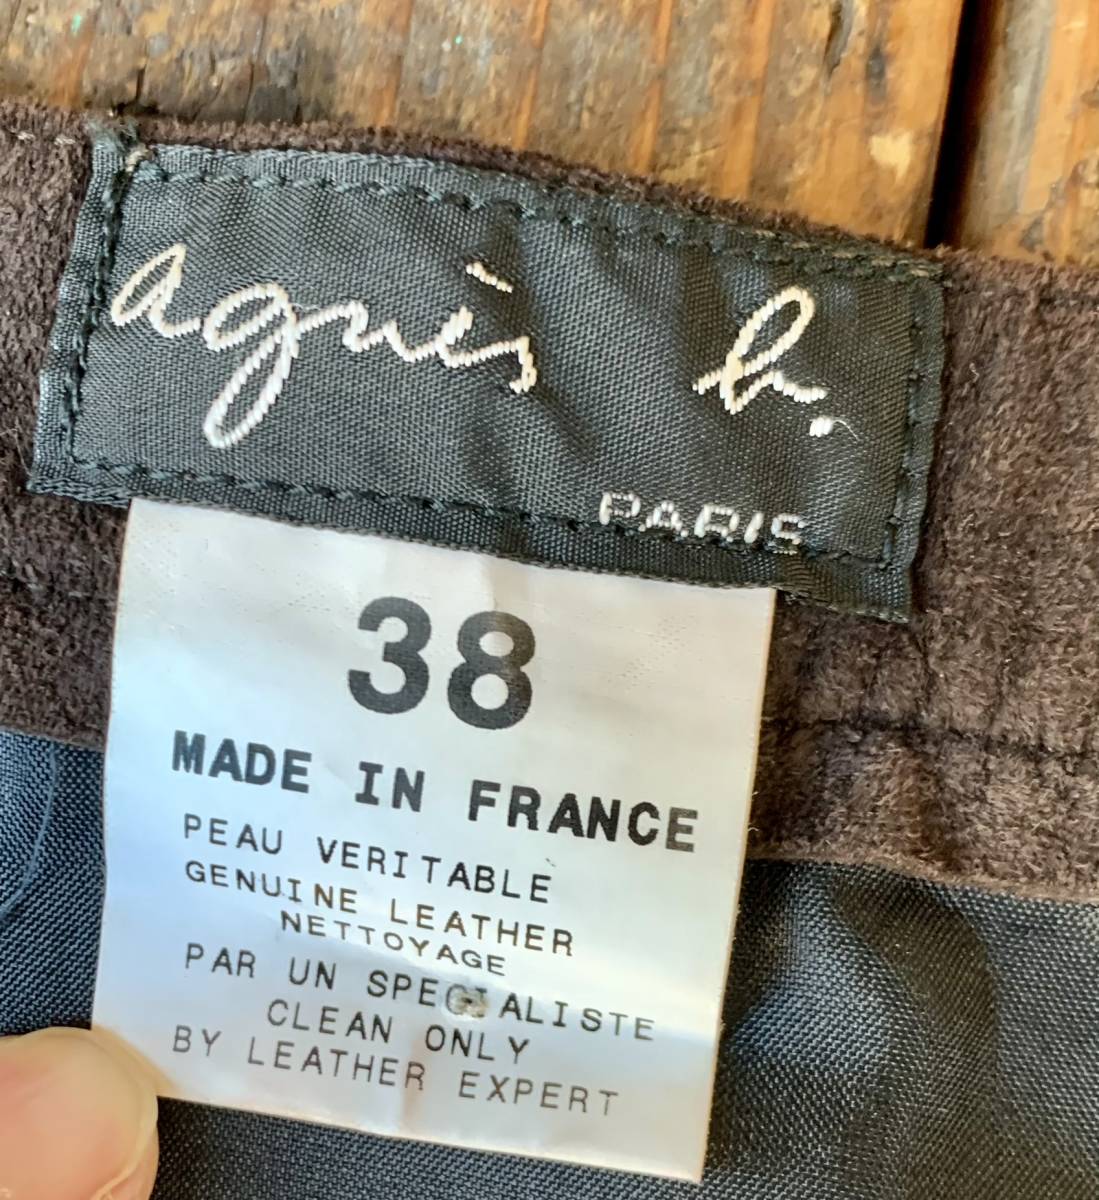 agnès b.
PARIS
38
MADE IN FRANCE
PEAU VERITABLE
GENUINE LEATHER
NETTOYAGE
PAR UN SPECIALISTE
CLEAN ONLY
BY LEATHER EXPERT